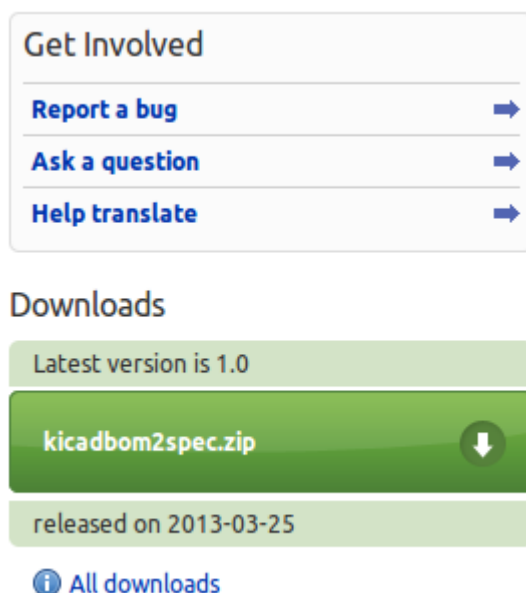 Get Involved
Report a bug
Ask a question
Help translate
Downloads
Latest version is 1.0
kicadbom2spec.zip
released on 2013-03-25
All downloads